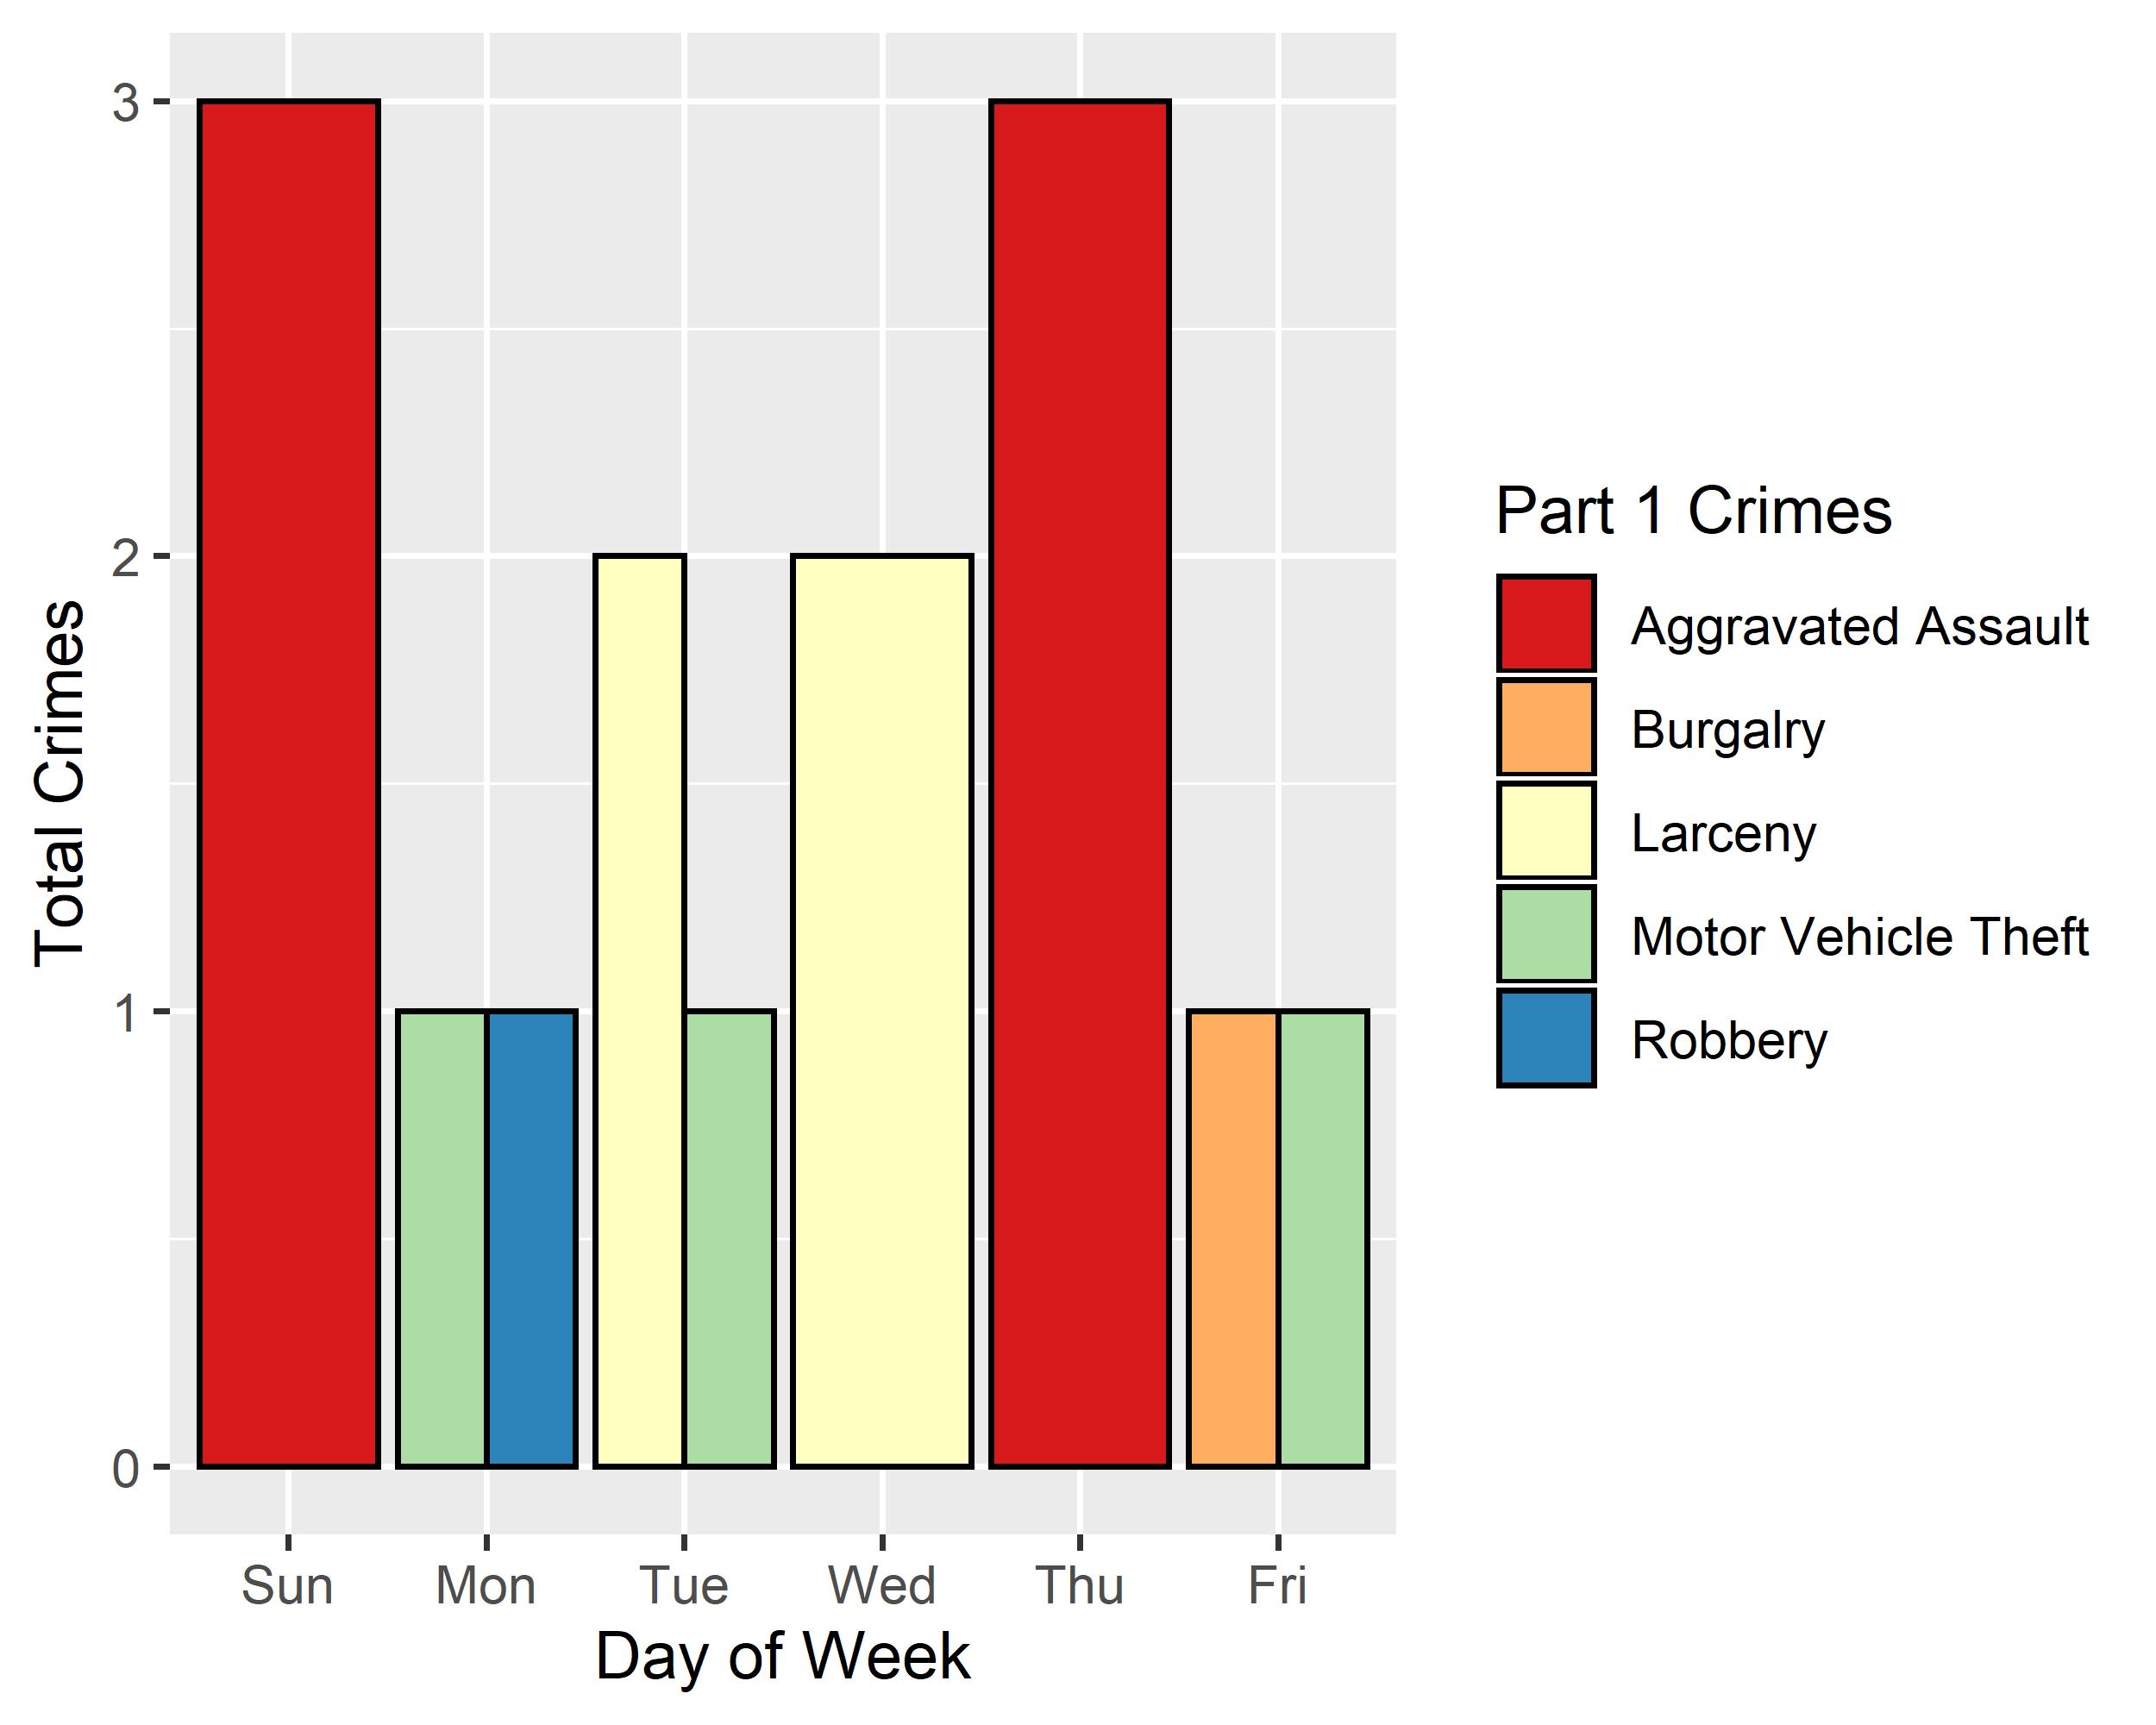 Total Crimes
3
2
1
0
Sun Mon Tue Wed Thu Fri
Day of Week
Part 1 Crimes
Aggravated Assault
Burgalry
Larceny
Motor Vehicle Theft
Robbery